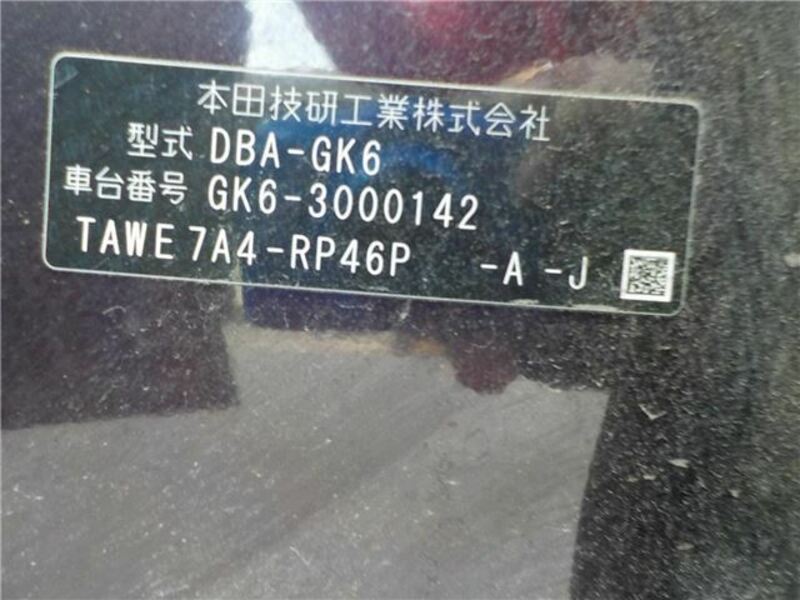 本田技研工業株式会社
型式 DBA-GK6
車台番号 GK6-3000142
TAWE7A4-RP46P -A -J